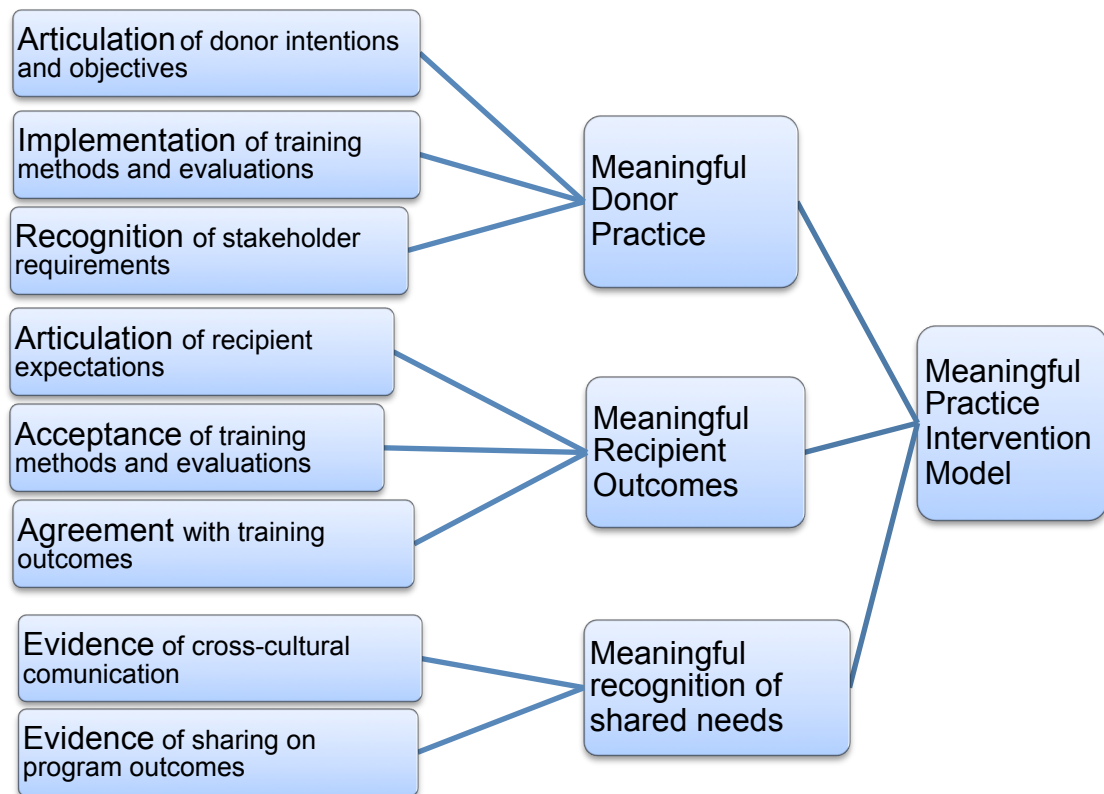 Articulation of donor intentions
and objectives
Implementation of training
methods and evaluations
Recognition of stakeholder
requirements
Articulation of recipient
expectations
Acceptance of training
methods and evaluations
Agreement with training
outcomes
Evidence of cross-cultural
comunication
Evidence of sharing on
program outcomes
Meaningful
Donor
Practice
Meaningful
Recipient
Outcomes
Meaningful
recognition of
shared needs
Meaningful
Practice
Intervention
Model